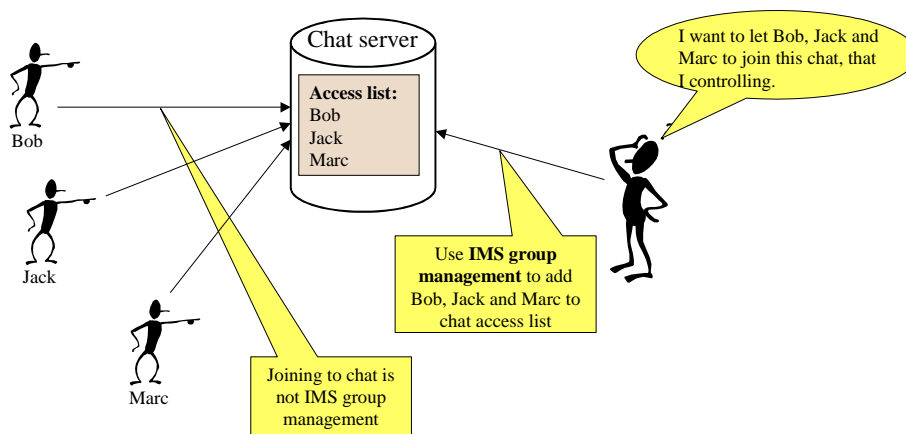 Chat server
I want to let Bob, Jack and
Marc to join this chat, that
I controlling.
Access list:
Bob
Jack
Marc
Bob
Jack
Marc
Use IMS group
management to add
Bob, Jack and Marc to
chat access list
Joining to chat is
not IMS group
management